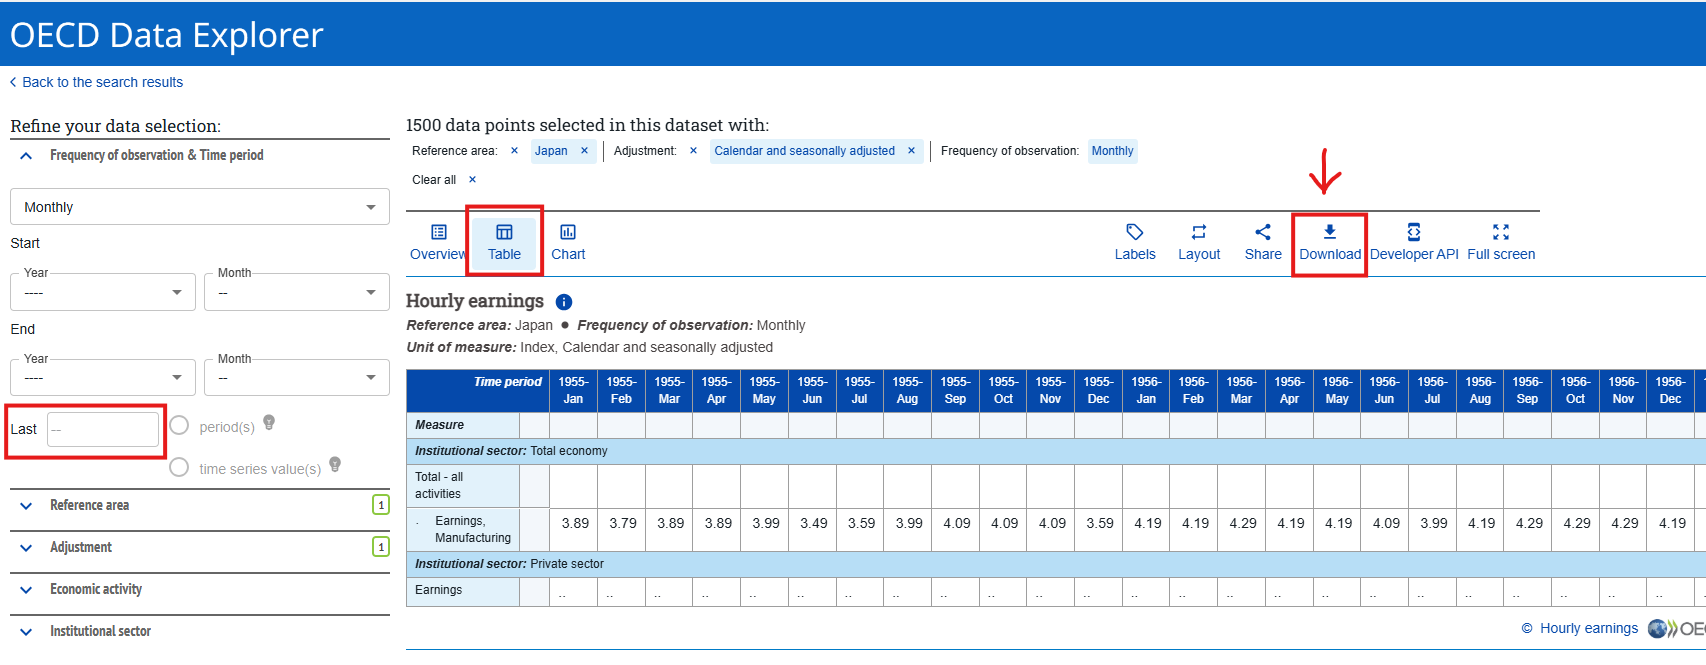 OECD Data Explorer
Back to the search results
Refine your data selection:
Frequency of observation & Time period
Monthly
Start
Year
Month
----
--
End
Year
Month
----
--
Last
--
period(s)
time series value(s)
Reference area
1
Adjustment
1
Economic activity
Institutional sector
1500 data points selected in this dataset with:
Reference area: × Japan × Adjustment: × Calendar and seasonally adjusted × Frequency of observation: Monthly
Clear all ×
Overview Table Chart Labels Layout Share Download Developer API Full screen
Hourly earnings
Reference area: Japan ● Frequency of observation: Monthly
Unit of measure: Index, Calendar and seasonally adjusted
Time period 1955-Jan 1955-Feb 1955-Mar 1955-Apr 1955-May 1955-Jun 1955-Jul 1955-Aug 1955-Sep 1955-Oct 1955-Nov 1955-Dec 1956-Jan 1956-Feb 1956-Mar 1956-Apr 1956-May 1956-Jun 1956-Jul 1956-Aug 1956-Sep 1956-Oct 1956-Nov 1956-Dec
Measure
Institutional sector: Total economy
Total - all
activities
· Earnings,
Manufacturing
3.89 3.79 3.89 3.89 3.99 3.49 3.59 3.99 4.09 4.09 4.09 3.59 4.19 4.19 4.29 4.19 4.19 4.09 3.99 4.19 4.29 4.29 4.29 4.19
Institutional sector: Private sector
Earnings .. .. .. .. .. .. .. .. .. .. .. .. .. .. .. .. .. .. .. .. .. .. .. ..
© Hourly earnings